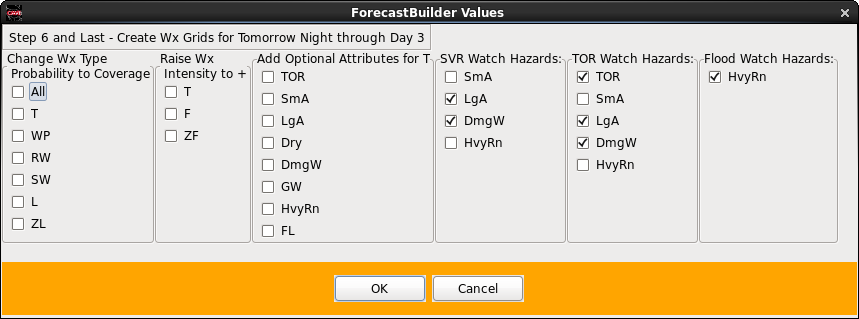 ForecastBuilder Values
Step 6 and Last - Create Wx Grids for Tomorrow Night through Day 3
Change Wx Type
Probability to Coverage
All
T
WP
RW
SW
L
ZL
Raise Wx
Intensity to +
T
F
ZF
Add Optional Attributes for T
TOR
SmA
LgA
Dry
DmgW
GW
HvyRn
FL
SVR Watch Hazards:
SmA
LgA
DmgW
HvyRn
TOR Watch Hazards:
TOR
SmA
LgA
DmgW
HvyRn
Flood Watch Hazards:
HvyRn
OK
Cancel